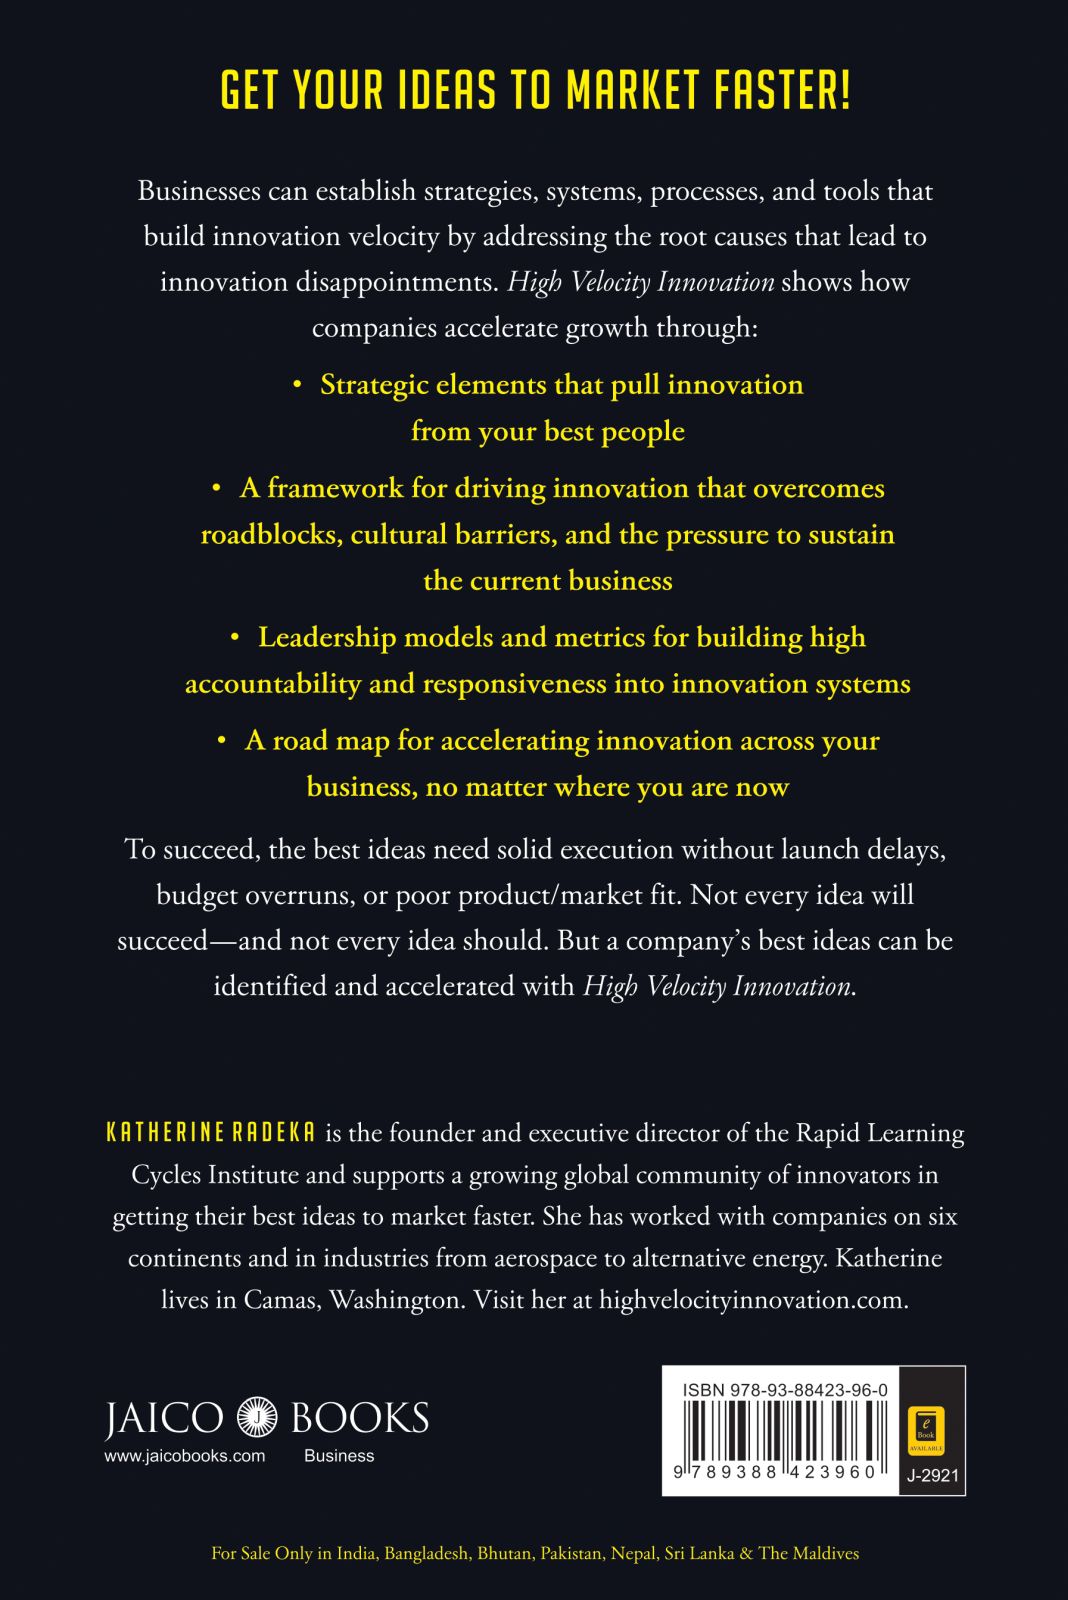 GET YOUR IDEAS TO MARKET FASTER!
Businesses can establish strategies, systems, processes, and tools that
build innovation velocity by addressing the root causes that lead to
innovation disappointments. High Velocity Innovation shows how
companies accelerate growth through:
• Strategic elements that pull innovation
from your best people
• A framework for driving innovation that overcomes
roadblocks, cultural barriers, and the pressure to sustain
the current business
• Leadership models and metrics for building high
accountability and responsiveness into innovation systems
• A road map for accelerating innovation across your
business, no matter where you are now
To succeed, the best ideas need solid execution without launch delays,
budget overruns, or poor product/market fit. Not every idea will
succeed—and not every idea should. But a company’s best ideas can be
identified and accelerated with High Velocity Innovation.
KATHERINE RADEKA is the founder and executive director of the Rapid Learning
Cycles Institute and supports a growing global community of innovators in
getting their best ideas to market faster. She has worked with companies on six
continents and in industries from aerospace to alternative energy. Katherine
lives in Camas, Washington. Visit her at highvelocityinnovation.com.
JAICO J BOOKS
www.jaicobooks.com Business
ISBN 978-93-88423-96-0
9 789388 423960
e
Book
AVAILABLE
J-2921
For Sale Only in India, Bangladesh, Bhutan, Pakistan, Nepal, Sri Lanka & The Maldives